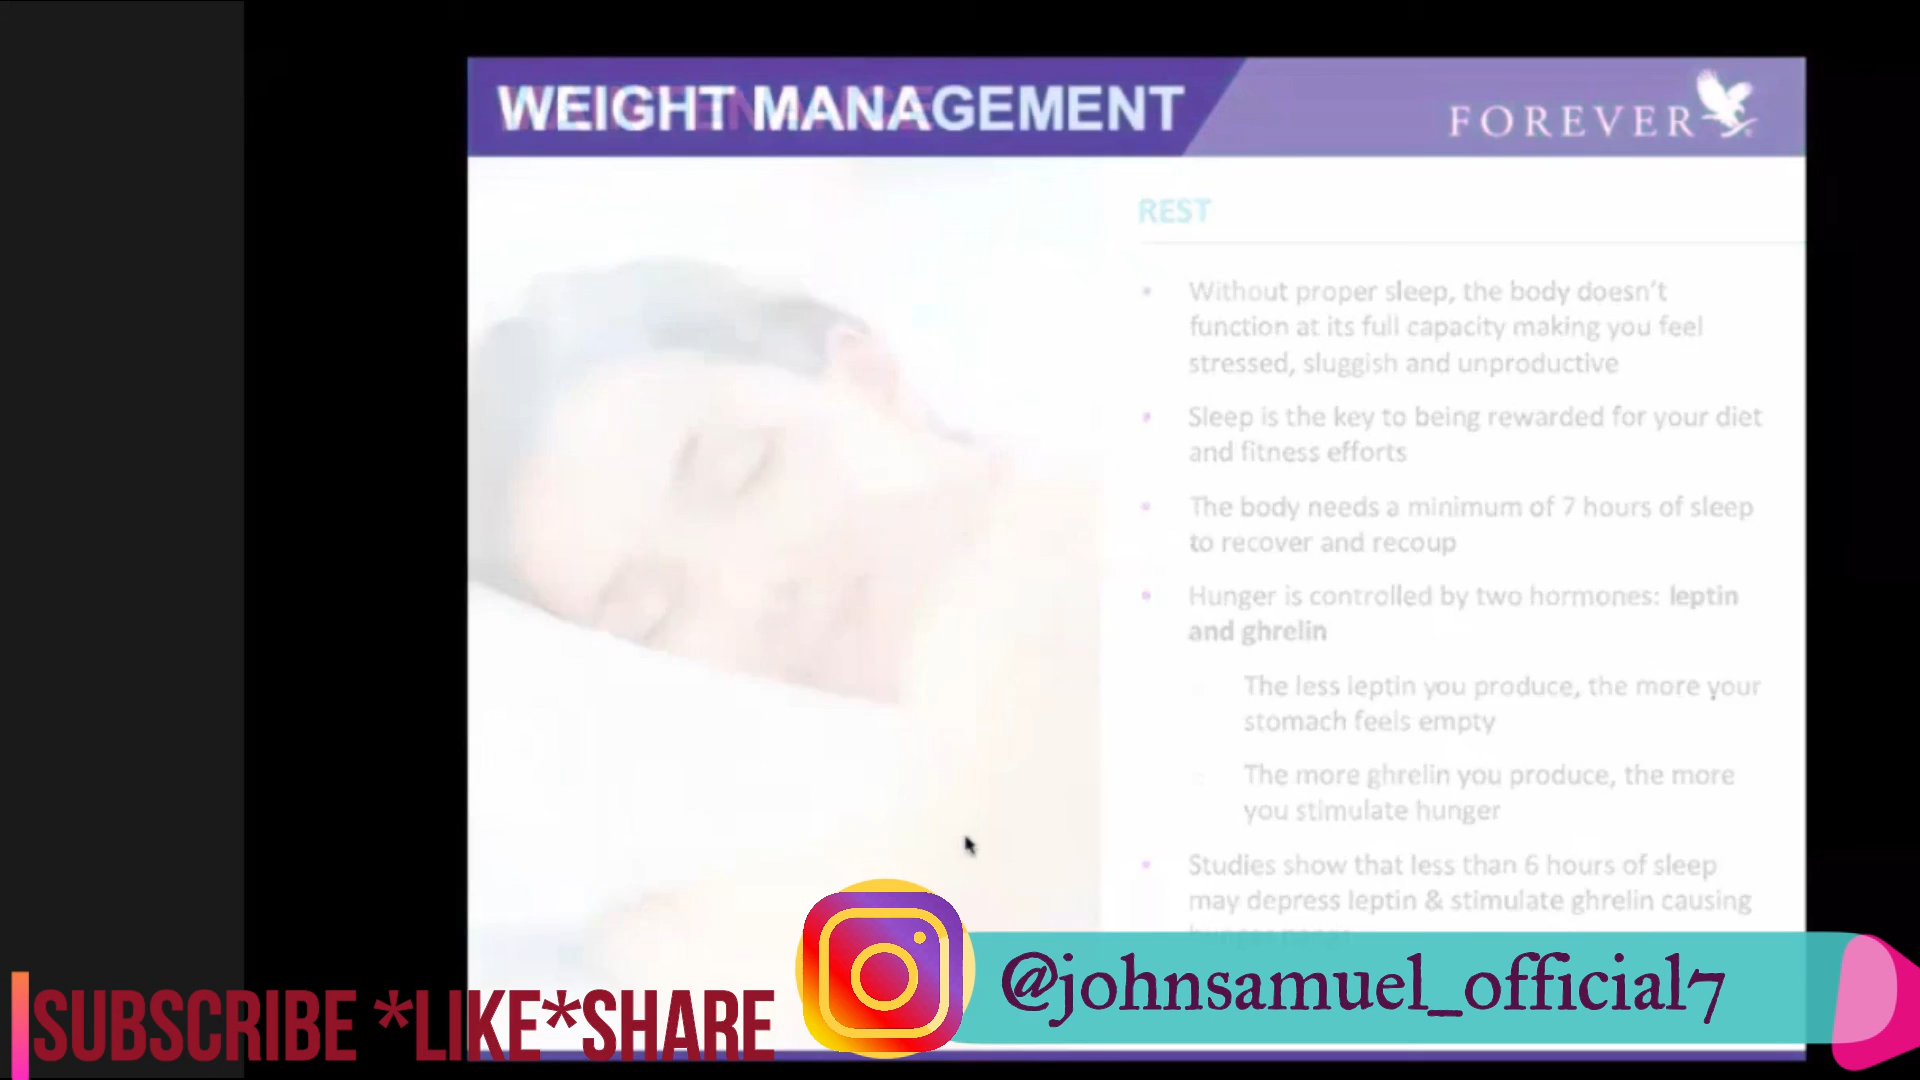 WEIGHT MANAGEMENT
FOREVER
REST
• Without proper sleep, the body doesn't
function at its full capacity making you feel
stressed, sluggish and unproductive
• Sleep is the key to being rewarded for your diet
and fitness efforts
• The body needs a minimum of 7 hours of sleep
to recover and recoup
• Hunger is controlled by two hormones: leptin
and ghrelin
The less leptin you produce, the more your
stomach feels empty
The more ghrelin you produce, the more
you stimulate hunger
• Studies show that less than 6 hours of sleep
may depress leptin & stimulate ghrelin causing
@johnsamuel_official7
SUBSCRIBE *LIKE*SHARE